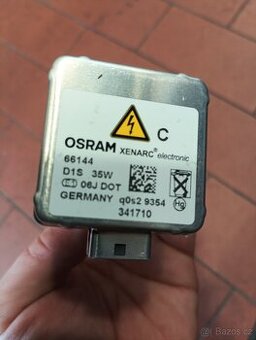 C
OSRAM XENARC® electronic
66144
D1S 35W
06J DOT
GERMANY q0s2 9354
341710
Hg
Bazos.cz